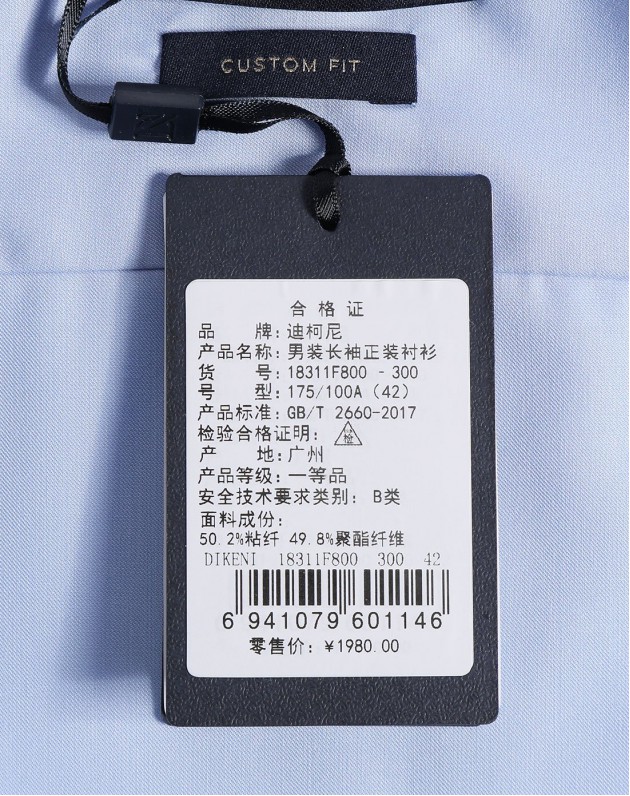 CUSTOM FIT
合格证
品 牌：迪柯尼
产品名称：男装长袖正装衬衫
货 号：18311F800 - 300
号 型：175/100A（42）
产品标准：GB/T 2660-2017
检验合格证明：检
产 地：广州
产品等级：一等品
安全技术要求类别： B类
面料成份：
50.2%粘纤 49.8%聚酯纤维
DIKENI 18311F800 300 42
6 941079 601146
零售价：¥1980.00